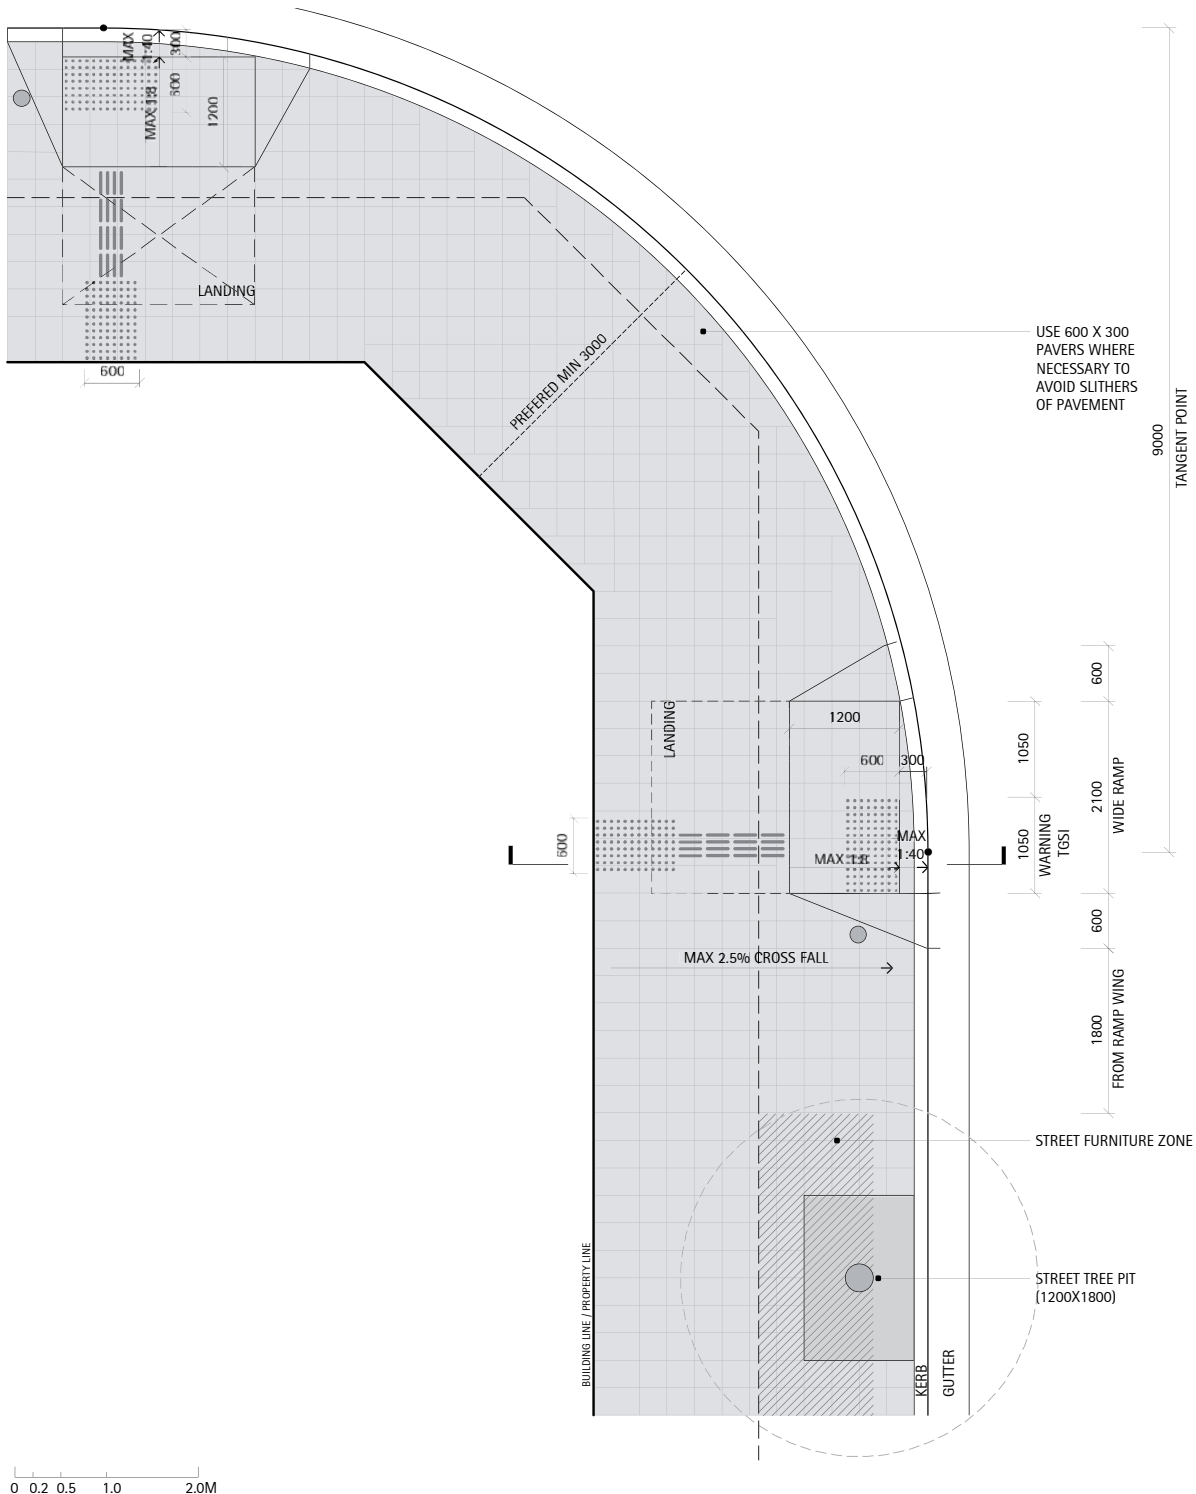 MAX
1:40
300
MAX 1:8
600
1200
LANDING
600
PREFERED MIN 3000
USE 600 X 300
PAVERS WHERE
NECESSARY TO
AVOID SLITHERS
OF PAVEMENT
9000
TANGENT POINT
600
LANDING
1200
1050
2100
WIDE RAMP
600
300
600
MAX
1:40
MAX 1:8
1050
WARNING
TGSI
600
MAX 2.5% CROSS FALL
1800
FROM RAMP WING
STREET FURNITURE ZONE
BUILDING LINE / PROPERTY LINE
STREET TREE PIT
(1200X1800)
KERB
GUTTER
0 0.2 0.5 1.0 2.0M